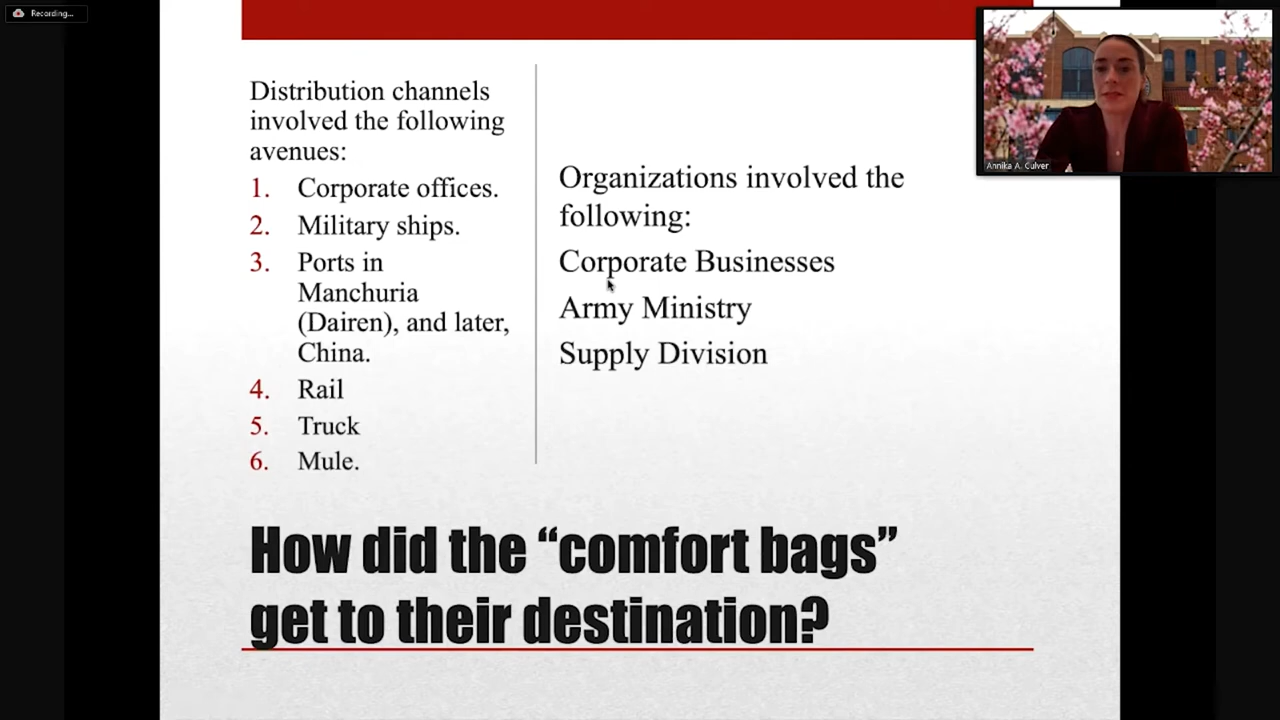 Recording...
Distribution channels
involved the following
avenues:
1. Corporate offices.
2. Military ships.
3. Ports in
Manchuria
(Dairen), and later,
China.
4. Rail
5. Truck
6. Mule.
Organizations involved the
following:
Corporate Businesses
Army Ministry
Supply Division
How did the “comfort bags”
get to their destination?
Annika A. Culver